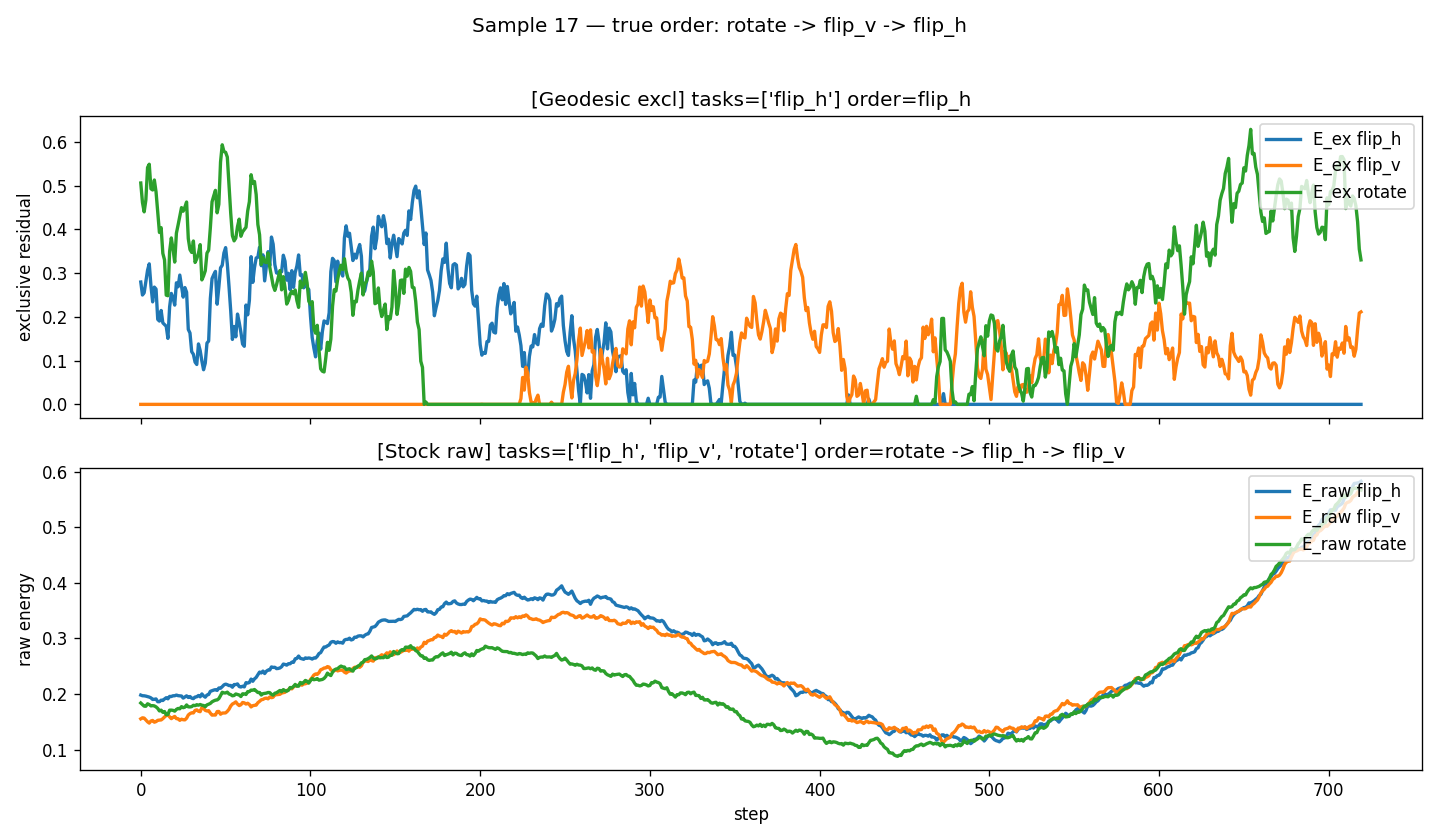 Sample 17 — true order: rotate -> flip_v -> flip_h
[Geodesic excl] tasks=['flip_h'] order=flip_h
exclusive residual
0.6
0.5
0.4
0.3
0.2
0.1
0.0
E_ex flip_h
E_ex flip_v
E_ex rotate
[Stock raw] tasks=['flip_h', 'flip_v', 'rotate'] order=rotate -> flip_h -> flip_v
raw energy
0.6
0.5
0.4
0.3
0.2
0.1
E_raw flip_h
E_raw flip_v
E_raw rotate
0 100 200 300 400 500 600 700
step